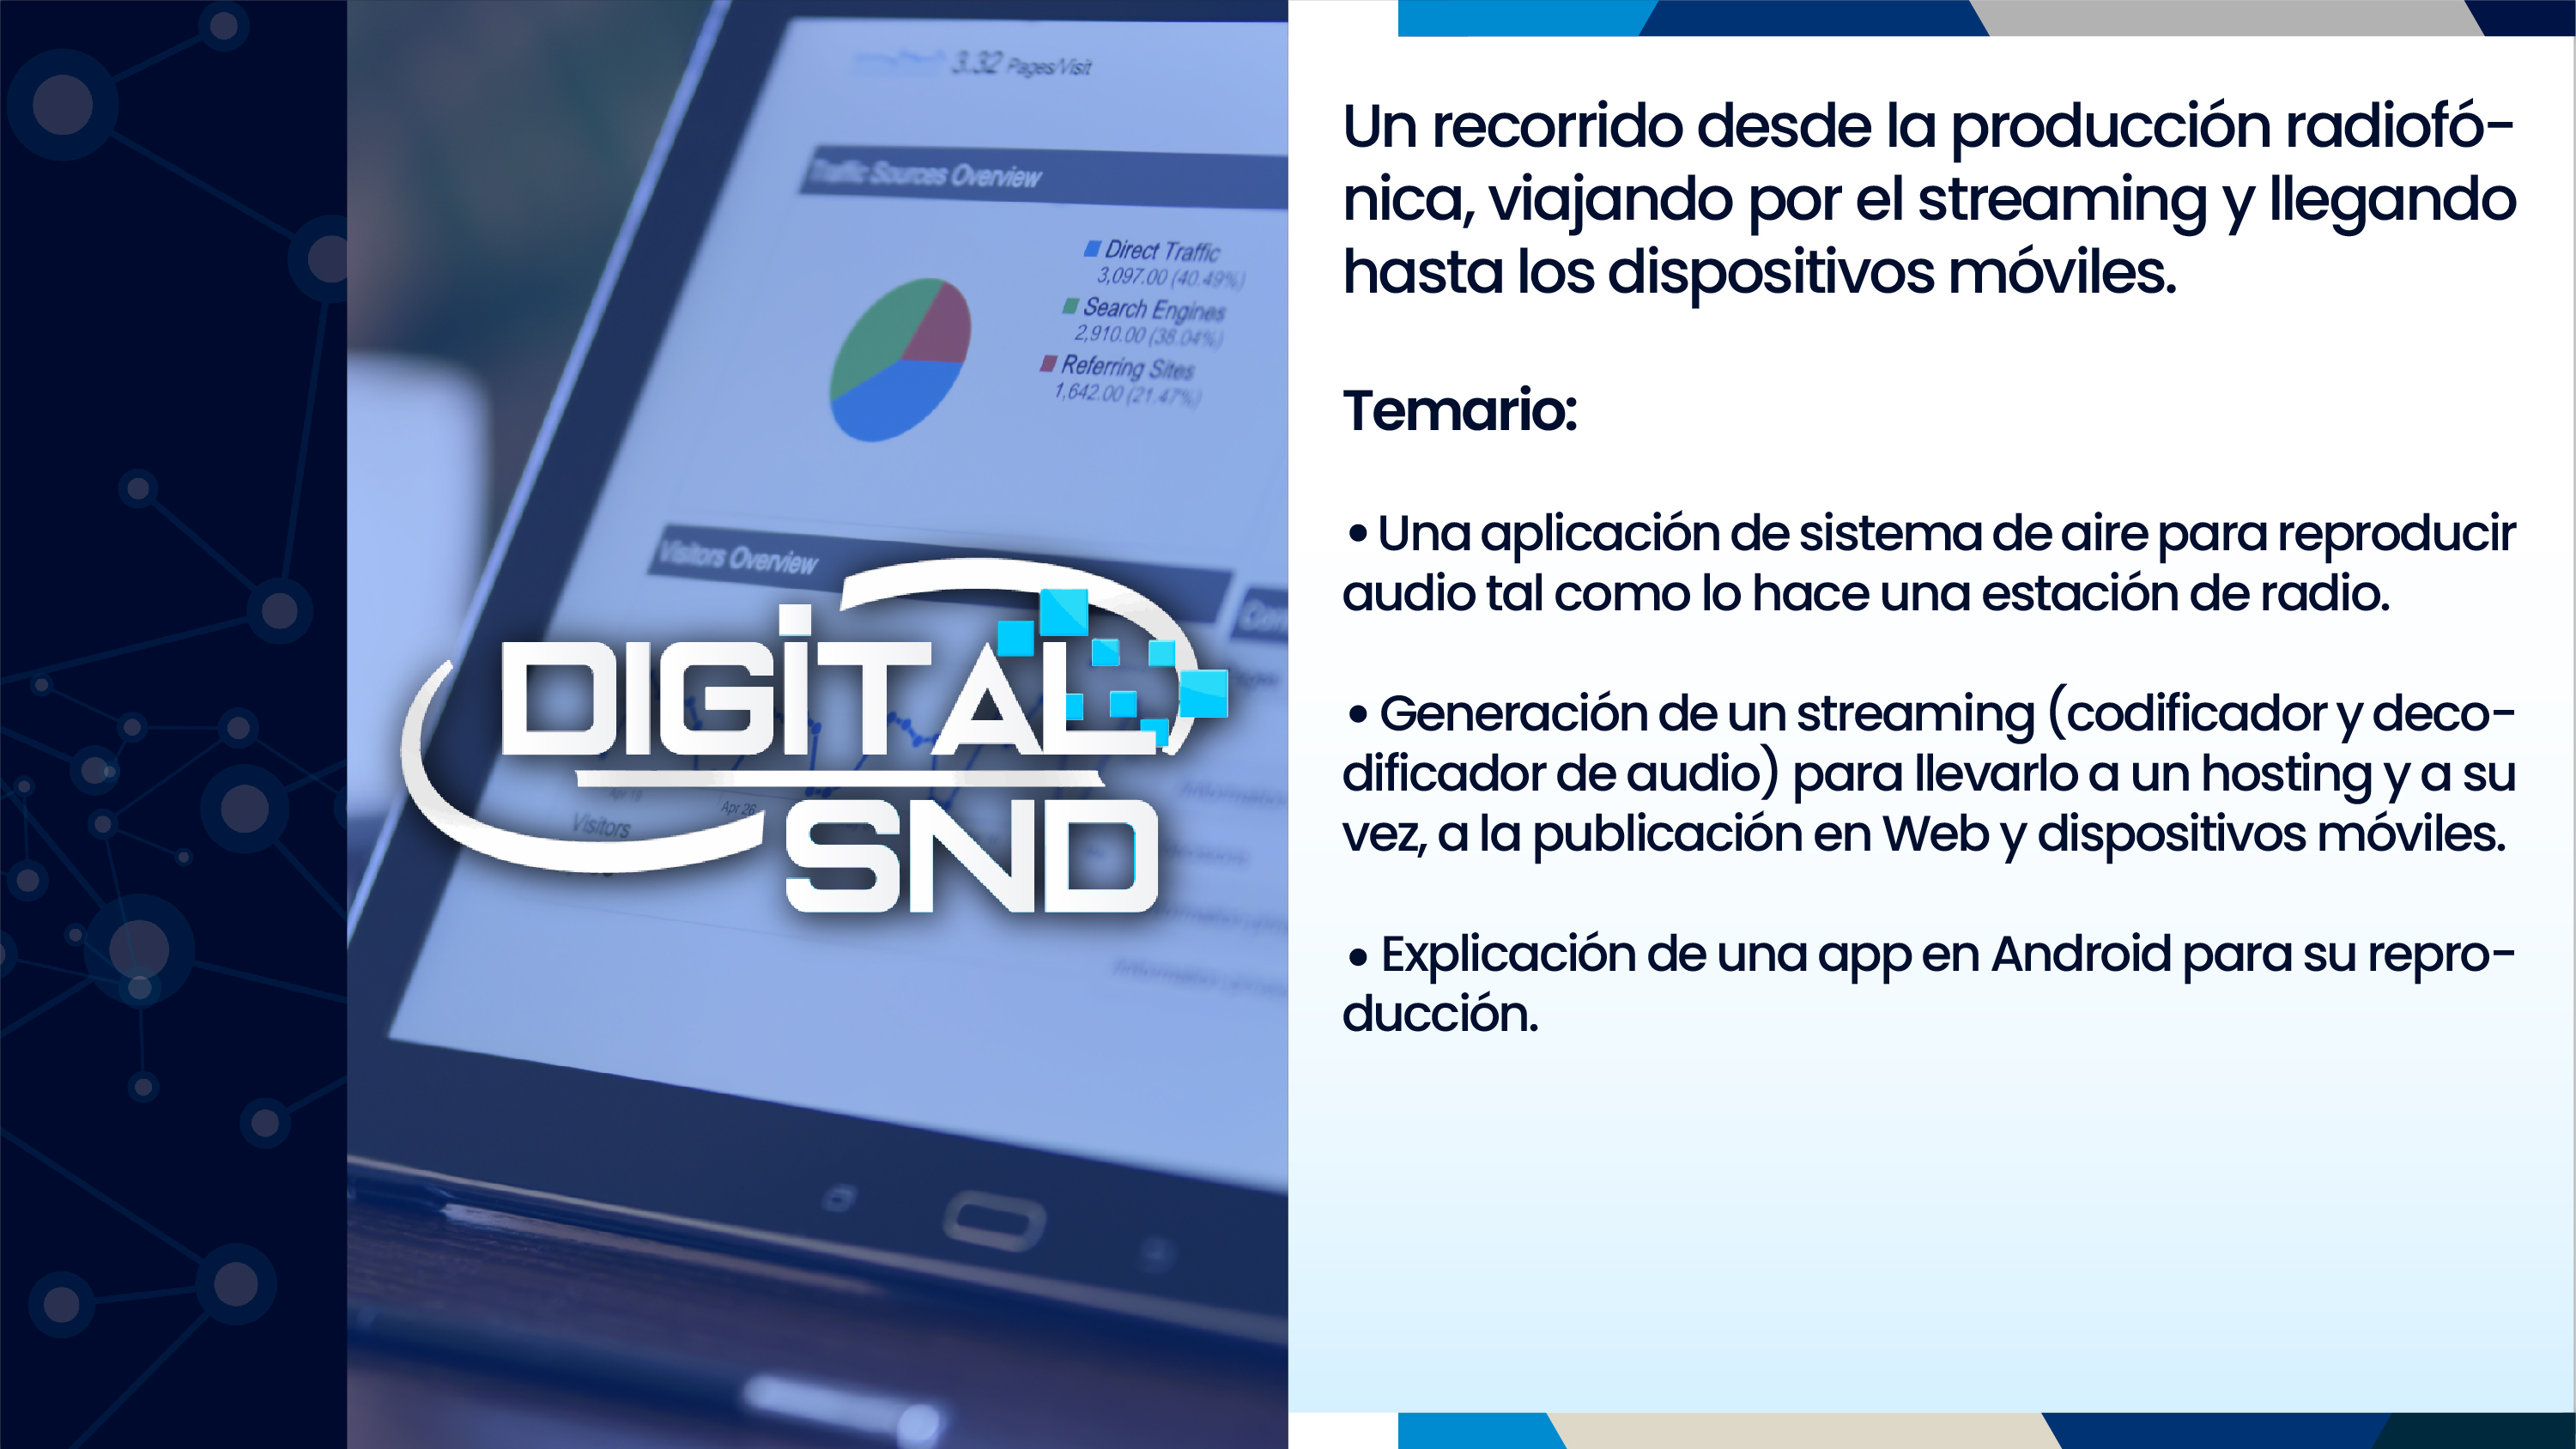 3.32 Pages/Visit
Traffic Sources Overview
Direct Traffic
3,097.00 (40.49%)
Search Engines
2,910.00 (38.04%)
Referring Sites
1,642.00 (21.47%)
Visitors Overview
DIGITAL
SND
Apr 26
Visitors
Un recorrido desde la producción radiofó-
nica, viajando por el streaming y llegando
hasta los dispositivos móviles.
Temario:
• Una aplicación de sistema de aire para reproducir
audio tal como lo hace una estación de radio.
• Generación de un streaming (codificador y deco-
dificador de audio) para llevarlo a un hosting y a su
vez, a la publicación en Web y dispositivos móviles.
• Explicación de una app en Android para su repro-
ducción.